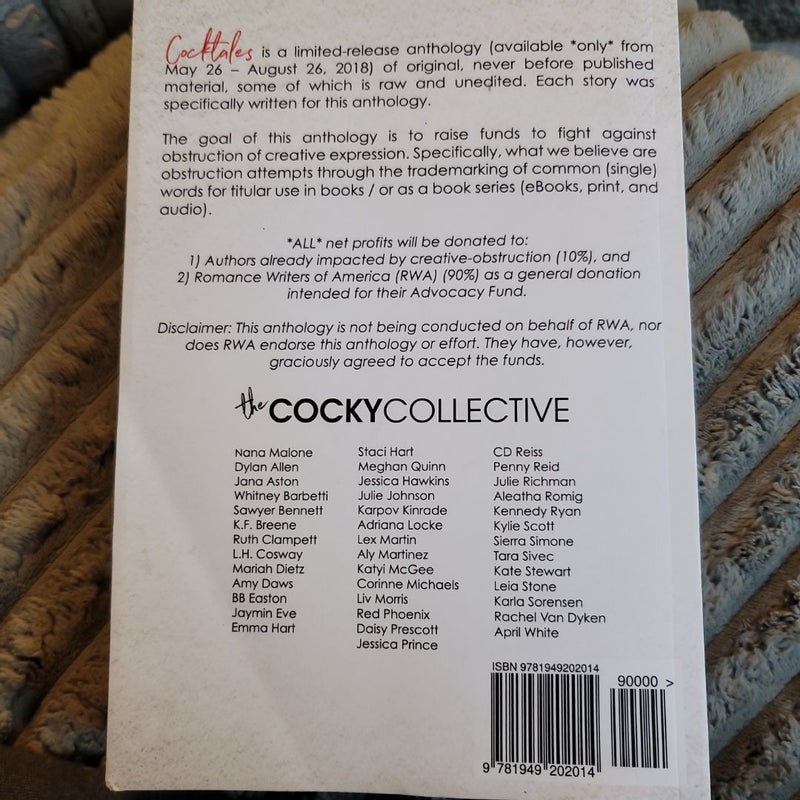 Cocktales is a limited-release anthology (available *only* from
May 26 – August 26, 2018) of original, never before published
material, some of which is raw and unedited. Each story was
specifically written for this anthology.
The goal of this anthology is to raise funds to fight against
obstruction of creative expression. Specifically, what we believe are
obstruction attempts through the trademarking of common (single)
words for titular use in books / or as a book series (eBooks, print, and
audio).
*ALL* net profits will be donated to:
1) Authors already impacted by creative-obstruction (10%), and
2) Romance Writers of America (RWA) (90%) as a general donation
intended for their Advocacy Fund.
Disclaimer: This anthology is not being conducted on behalf of RWA, nor
does RWA endorse this anthology or effort. They have, however,
graciously agreed to accept the funds.
the COCKYCOLLECTIVE
Nana Malone
Dylan Allen
Jana Aston
Whitney Barbetti
Sawyer Bennett
K.F. Breene
Ruth Clampett
L.H. Cosway
Mariah Dietz
Amy Daws
BB Easton
Jaymin Eve
Emma Hart
Staci Hart
Meghan Quinn
Jessica Hawkins
Julie Johnson
Karpov Kinrade
Adriana Locke
Lex Martin
Aly Martinez
Katyi McGee
Corinne Michaels
Liv Morris
Red Phoenix
Daisy Prescott
Jessica Prince
CD Reiss
Penny Reid
Julie Richman
Aleatha Romig
Kennedy Ryan
Kylie Scott
Sierra Simone
Tara Sivec
Kate Stewart
Leia Stone
Karla Sorensen
Rachel Van Dyken
April White
ISBN 9781949202014
90000 >
9 781949 202014